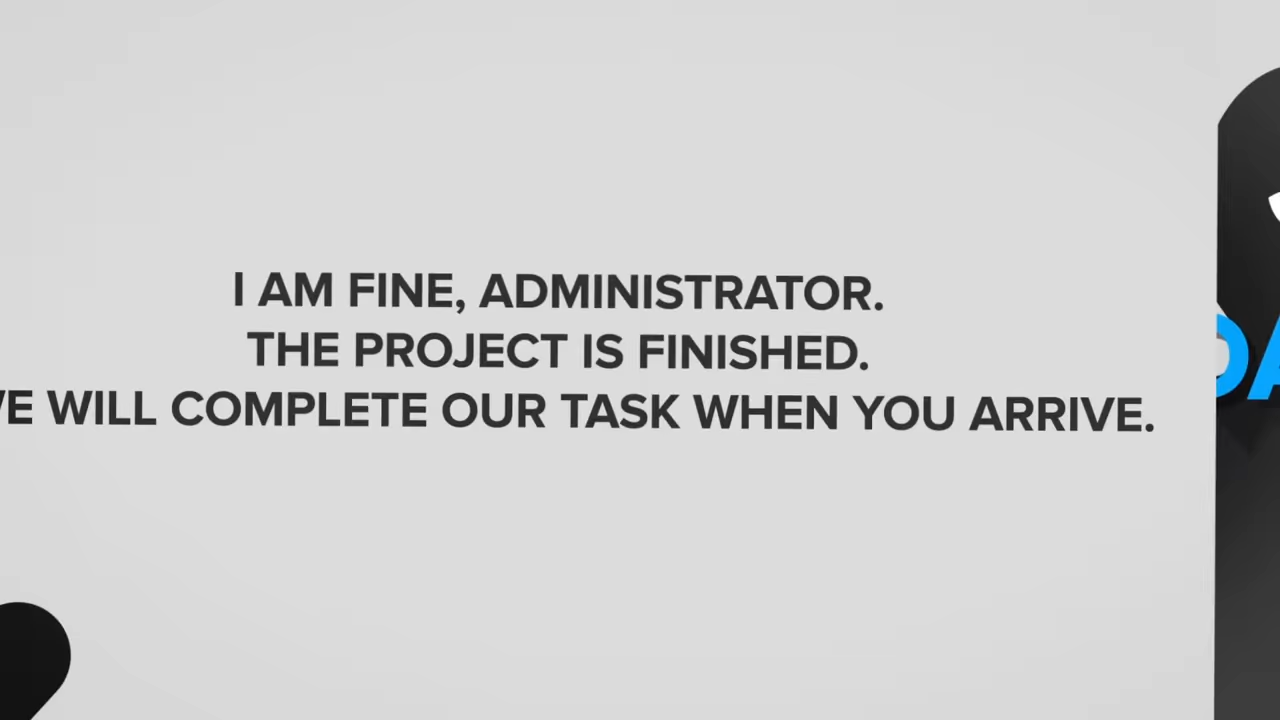 I AM FINE, ADMINISTRATOR.
THE PROJECT IS FINISHED.
WILL COMPLETE OUR TASK WHEN YOU ARRIVE.